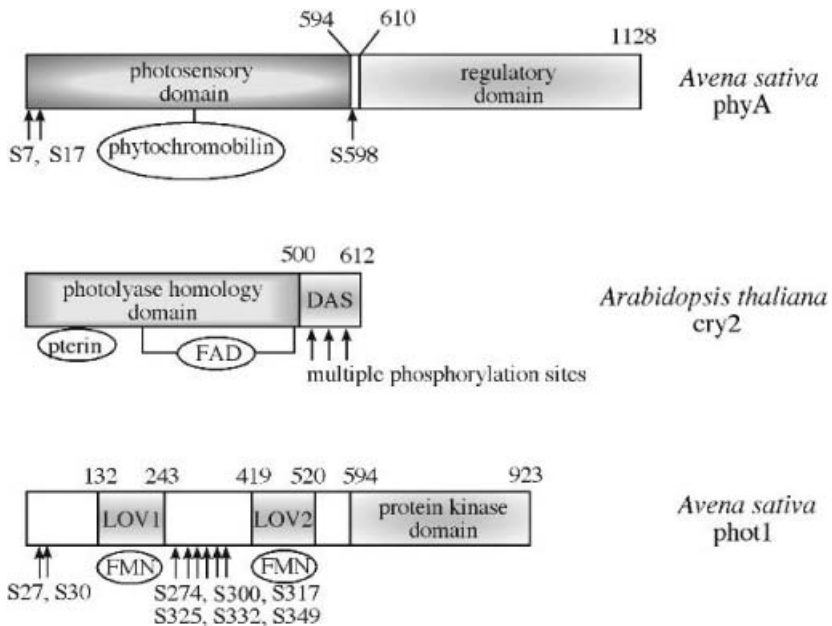 594 610
1128
photosensory
domain
regulatory
domain
Avena sativa
phyA
S7, S17
phytochromobilin
S598
500 612
photolyase homology
domain
DAS
Arabidopsis thaliana
cry2
pterin
FAD
multiple phosphorylation sites
132 243 419 520 594 923
LOV1
LOV2
protein kinase
domain
Avena sativa
phot1
FMN
FMN
S27, S30
S274, S300, S317
S325, S332, S349